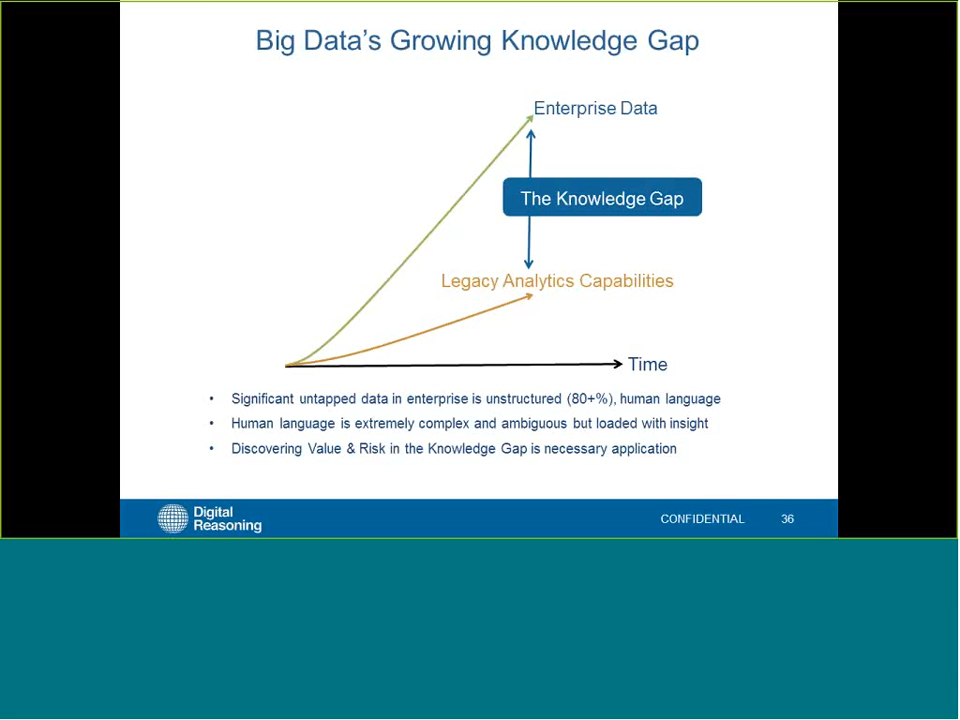 Big Data’s Growing Knowledge Gap
Enterprise Data
The Knowledge Gap
Legacy Analytics Capabilities
Time
• Significant untapped data in enterprise is unstructured (80+%), human language
• Human language is extremely complex and ambiguous but loaded with insight
• Discovering Value & Risk in the Knowledge Gap is necessary application
Digital
Reasoning
CONFIDENTIAL 36